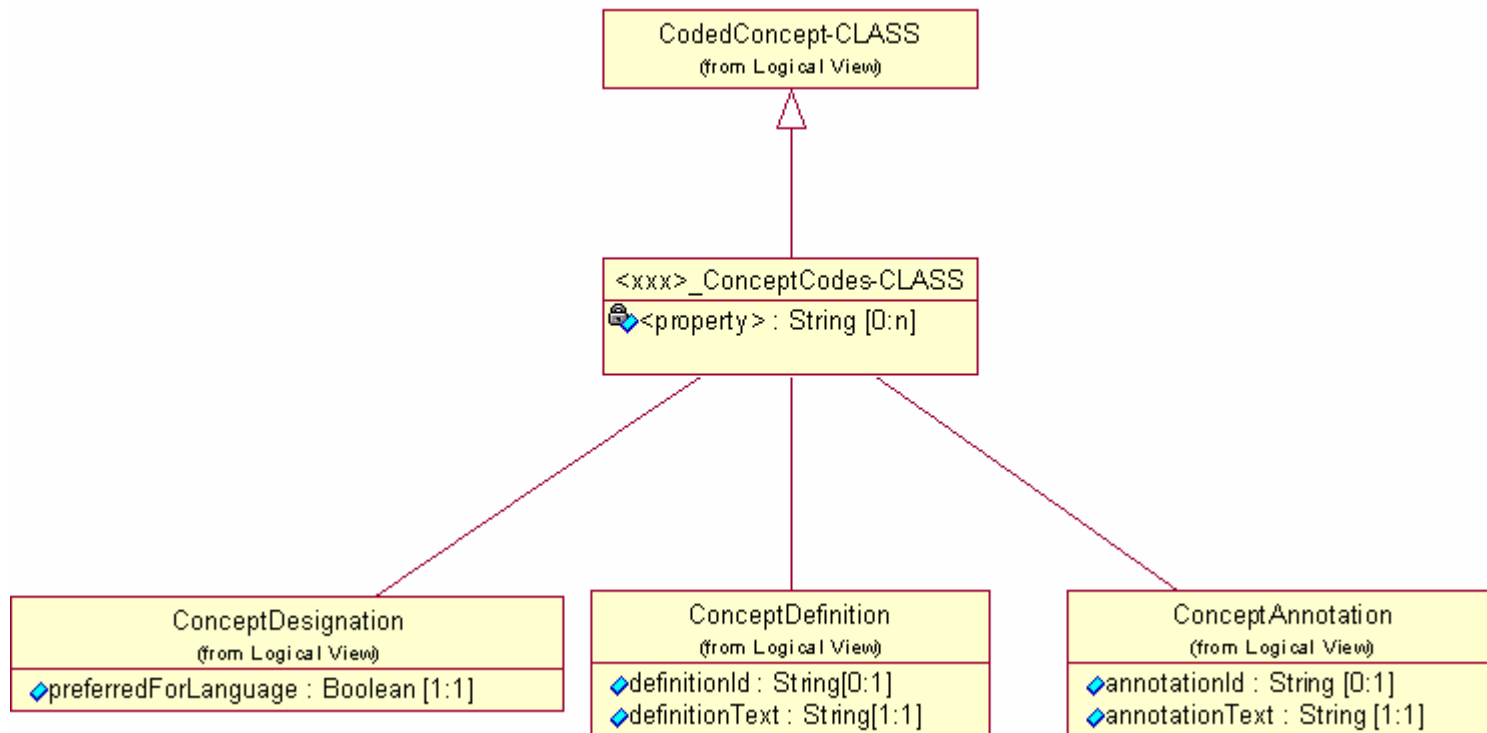 CodedConcept-CLASS
(from Logical View)
<xxx>_ConceptCodes-CLASS
<property> : String [0:n]
ConceptDesignation
(from Logical View)
preferredForLanguage : Boolean [1:1]
ConceptDefinition
(from Logical View)
definitionId : String[0:1]
definitionText : String[1:1]
ConceptAnnotation
(from Logical View)
annotationId : String [0:1]
annotationText : String [1:1]